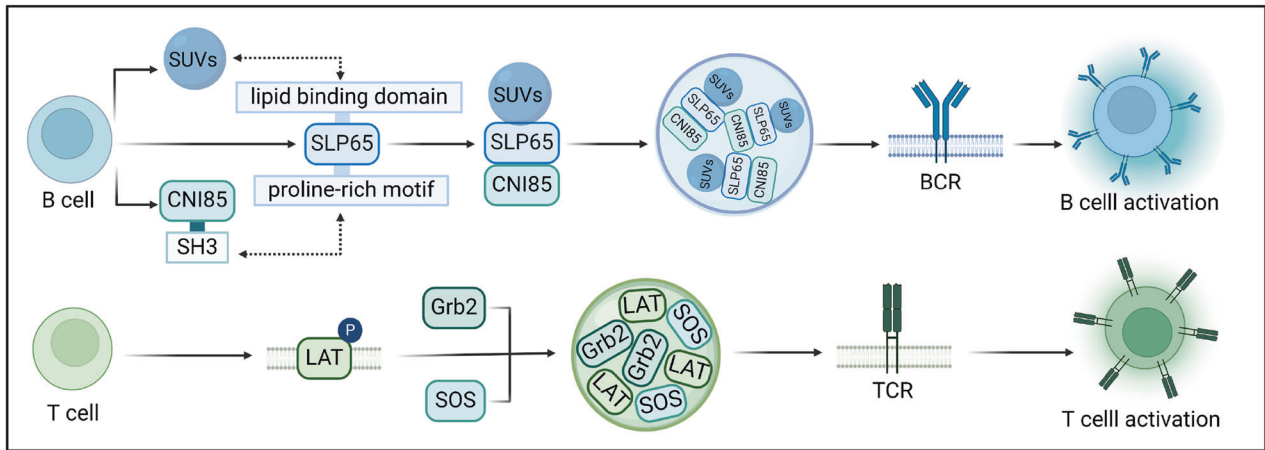 SUVs
lipid binding domain
B cell
SLP65
proline-rich motif
CNI85
SH3
SUVs
SLP65
CNI85
SUVs
SLP65
CNI85
CNI85
SLP65
SUVs
SUVs
SLP65
CNI85
BCR
B celll activation
T cell
LAT
P
Grb2
SOS
LAT
SOS
Grb2
Grb2
LAT
LAT
SOS
TCR
T celll activation